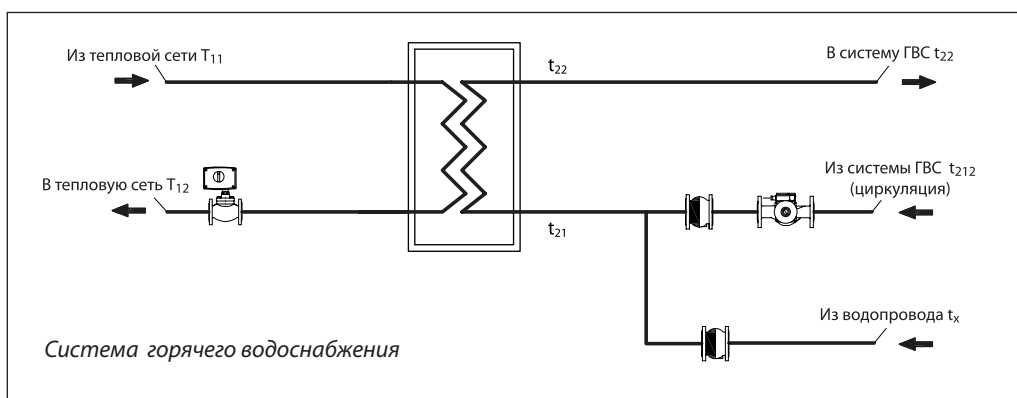 Из тепловой сети T₁₁
t₂₂
В систему ГВС t₂₂
В тепловую сеть T₁₂
Из системы ГВС t₂₁₂
(циркуляция)
t₂₁
Из водопровода tₓ
Система горячего водоснабжения